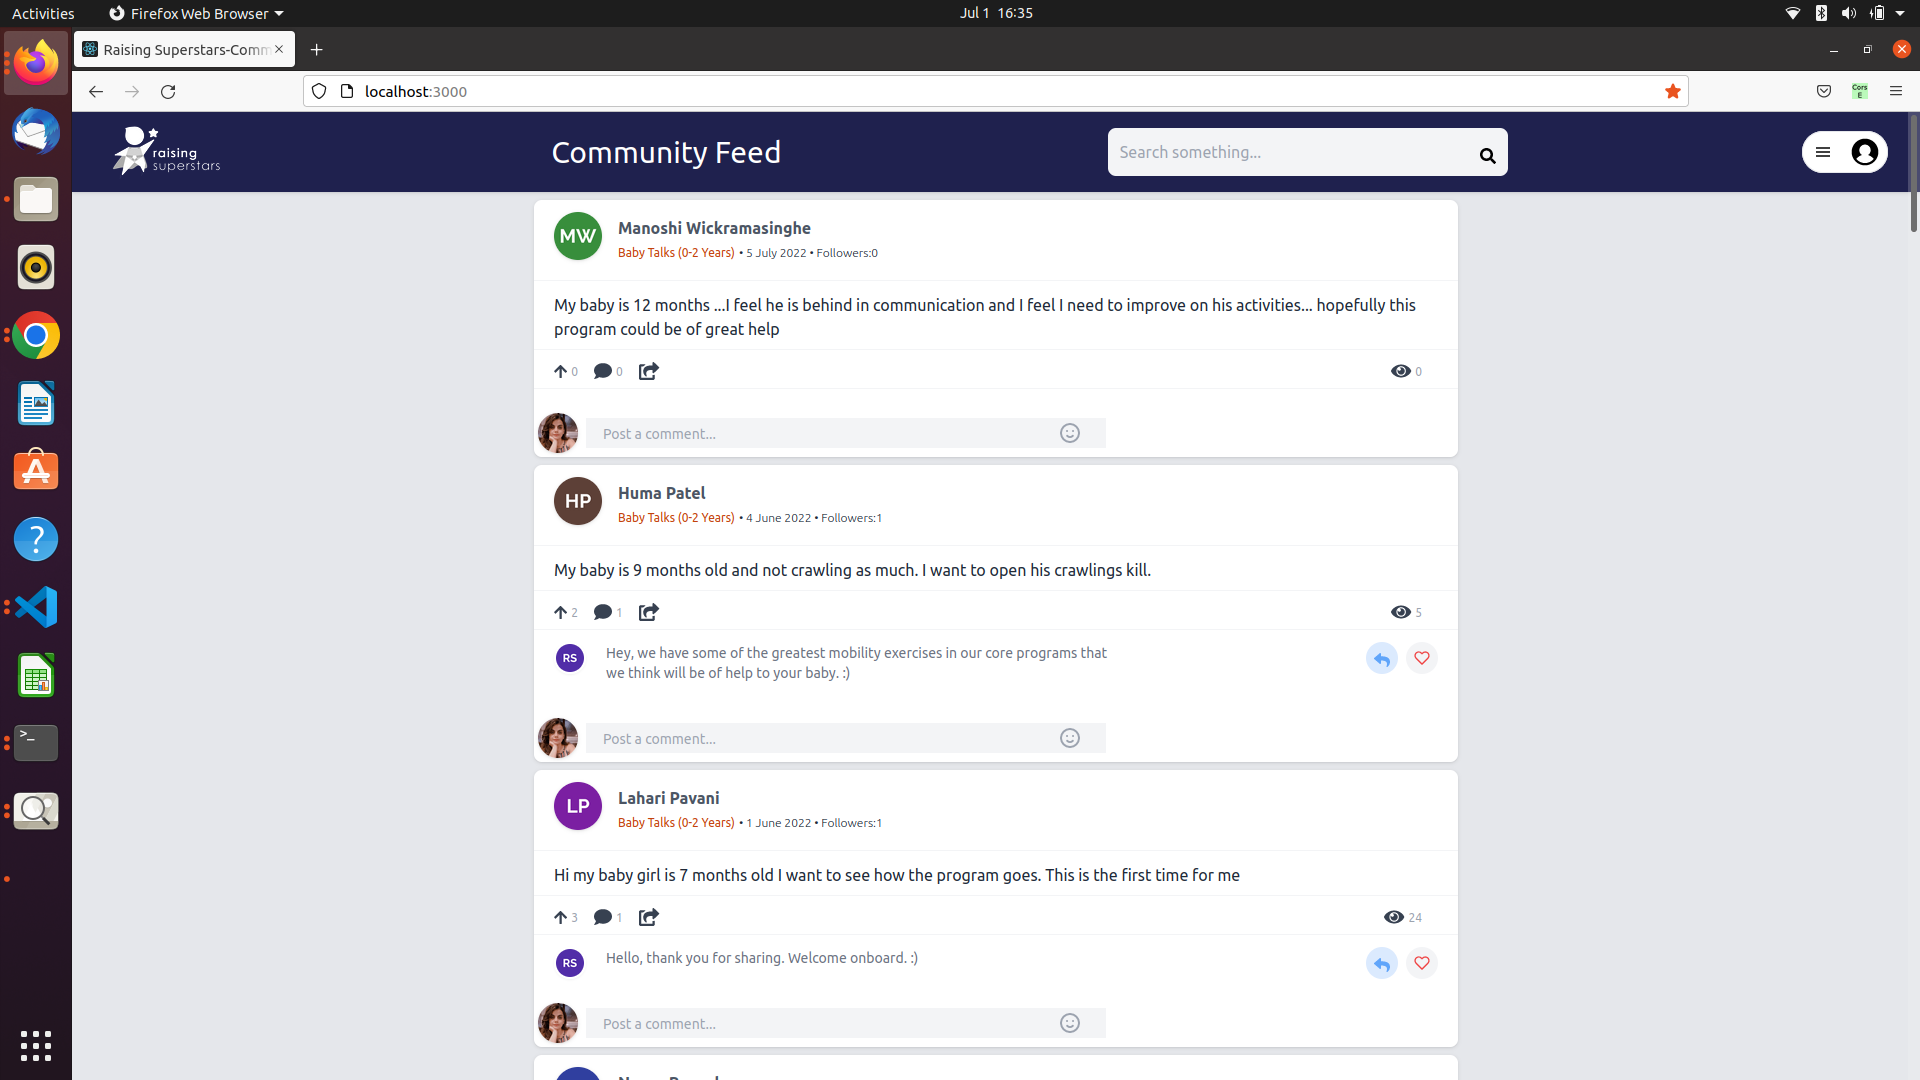 Activities
Firefox Web Browser
Jul 1 16:35
Raising Superstars-Comm
localhost:3000
Cors
E
raising
superstars
Community Feed
Search something...
MW
Manoshi Wickramasinghe
Baby Talks (0-2 Years) • 5 July 2022 • Followers:0
My baby is 12 months ...I feel he is behind in communication and I feel I need to improve on his activities... hopefully this
program could be of great help
0 0 0
Post a comment...
HP
Huma Patel
Baby Talks (0-2 Years) • 4 June 2022 • Followers:1
My baby is 9 months old and not crawling as much. I want to open his crawlings kill.
2 1 5
RS
Hey, we have some of the greatest mobility exercises in our core programs that
we think will be of help to your baby. :)
Post a comment...
LP
Lahari Pavani
Baby Talks (0-2 Years) • 1 June 2022 • Followers:1
Hi my baby girl is 7 months old I want to see how the program goes. This is the first time for me
3 1 24
RS
Hello, thank you for sharing. Welcome onboard. :)
Post a comment...